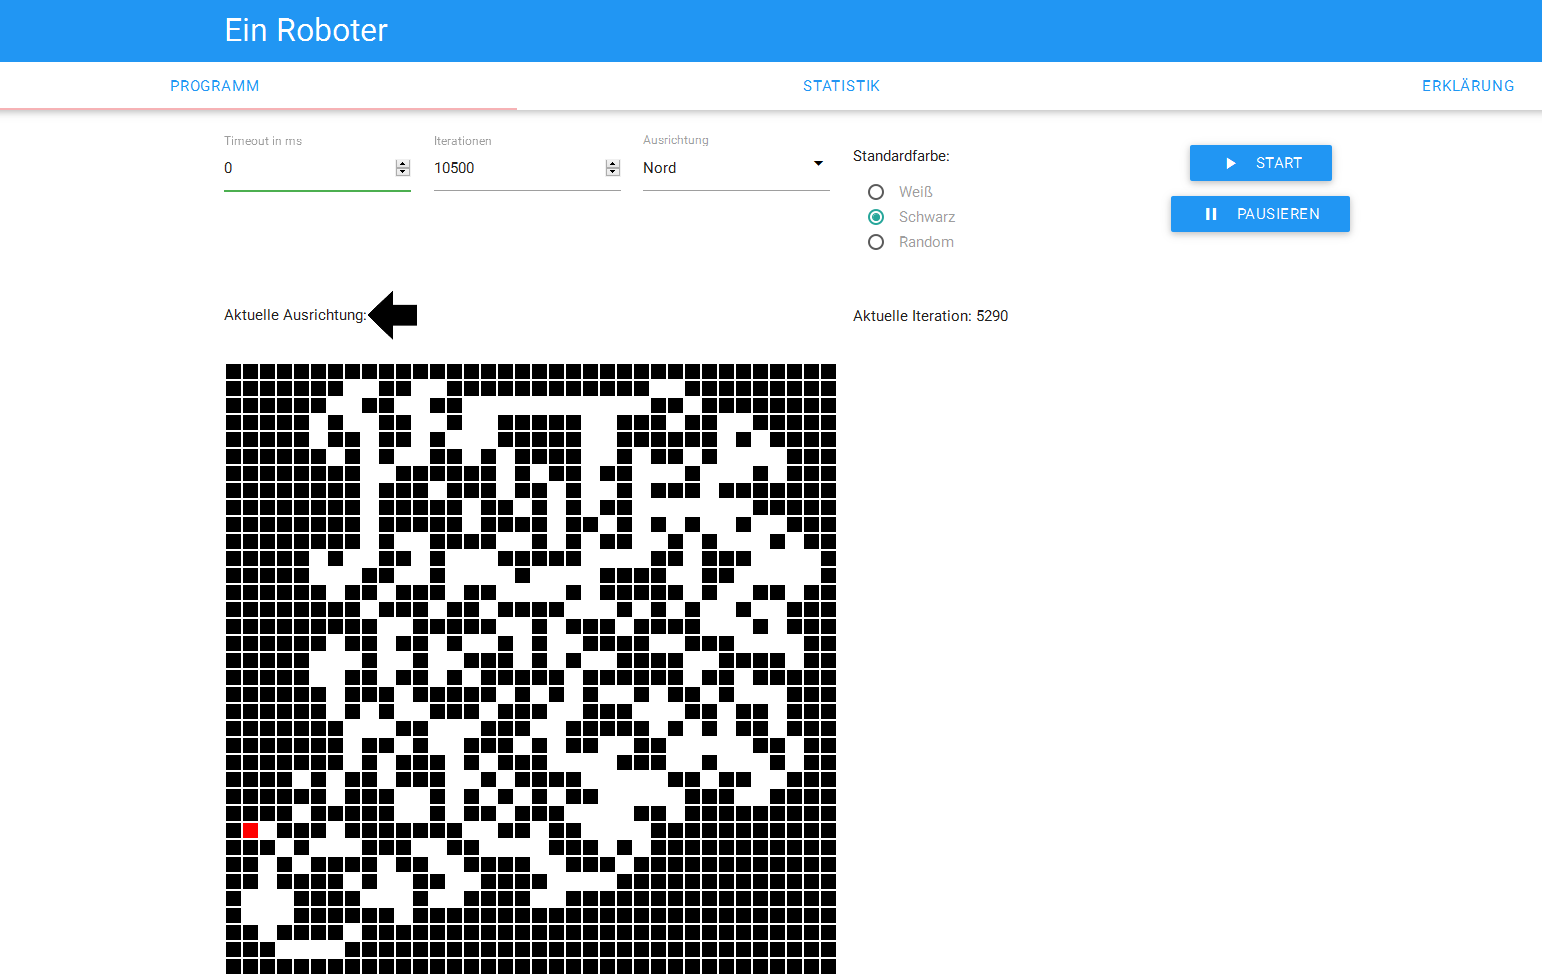 Ein Roboter
PROGRAMM
STATISTIK
ERKLÄRUNG
Timeout in ms
0
Iterationen
10500
Ausrichtung
Nord
Standardfarbe:
Weiß
Schwarz
Random
START
PAUSIEREN
Aktuelle Ausrichtung:
Aktuelle Iteration: 5290